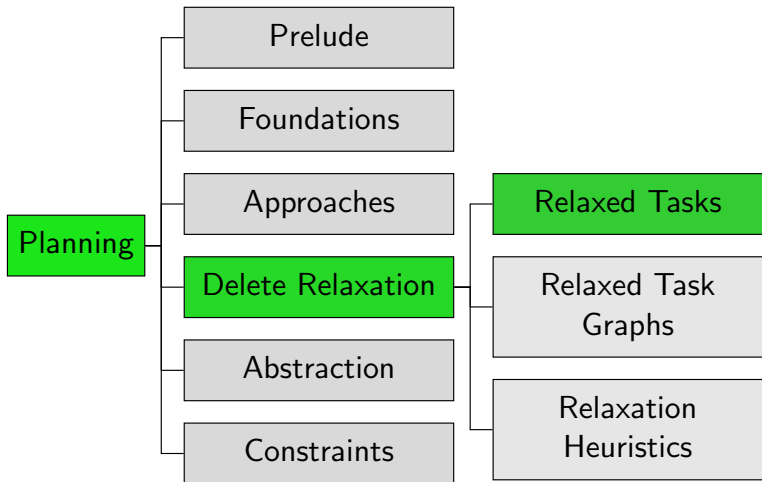 Planning
Prelude
Foundations
Approaches
Delete Relaxation
Abstraction
Constraints
Relaxed Tasks
Relaxed Task
Graphs
Relaxation
Heuristics